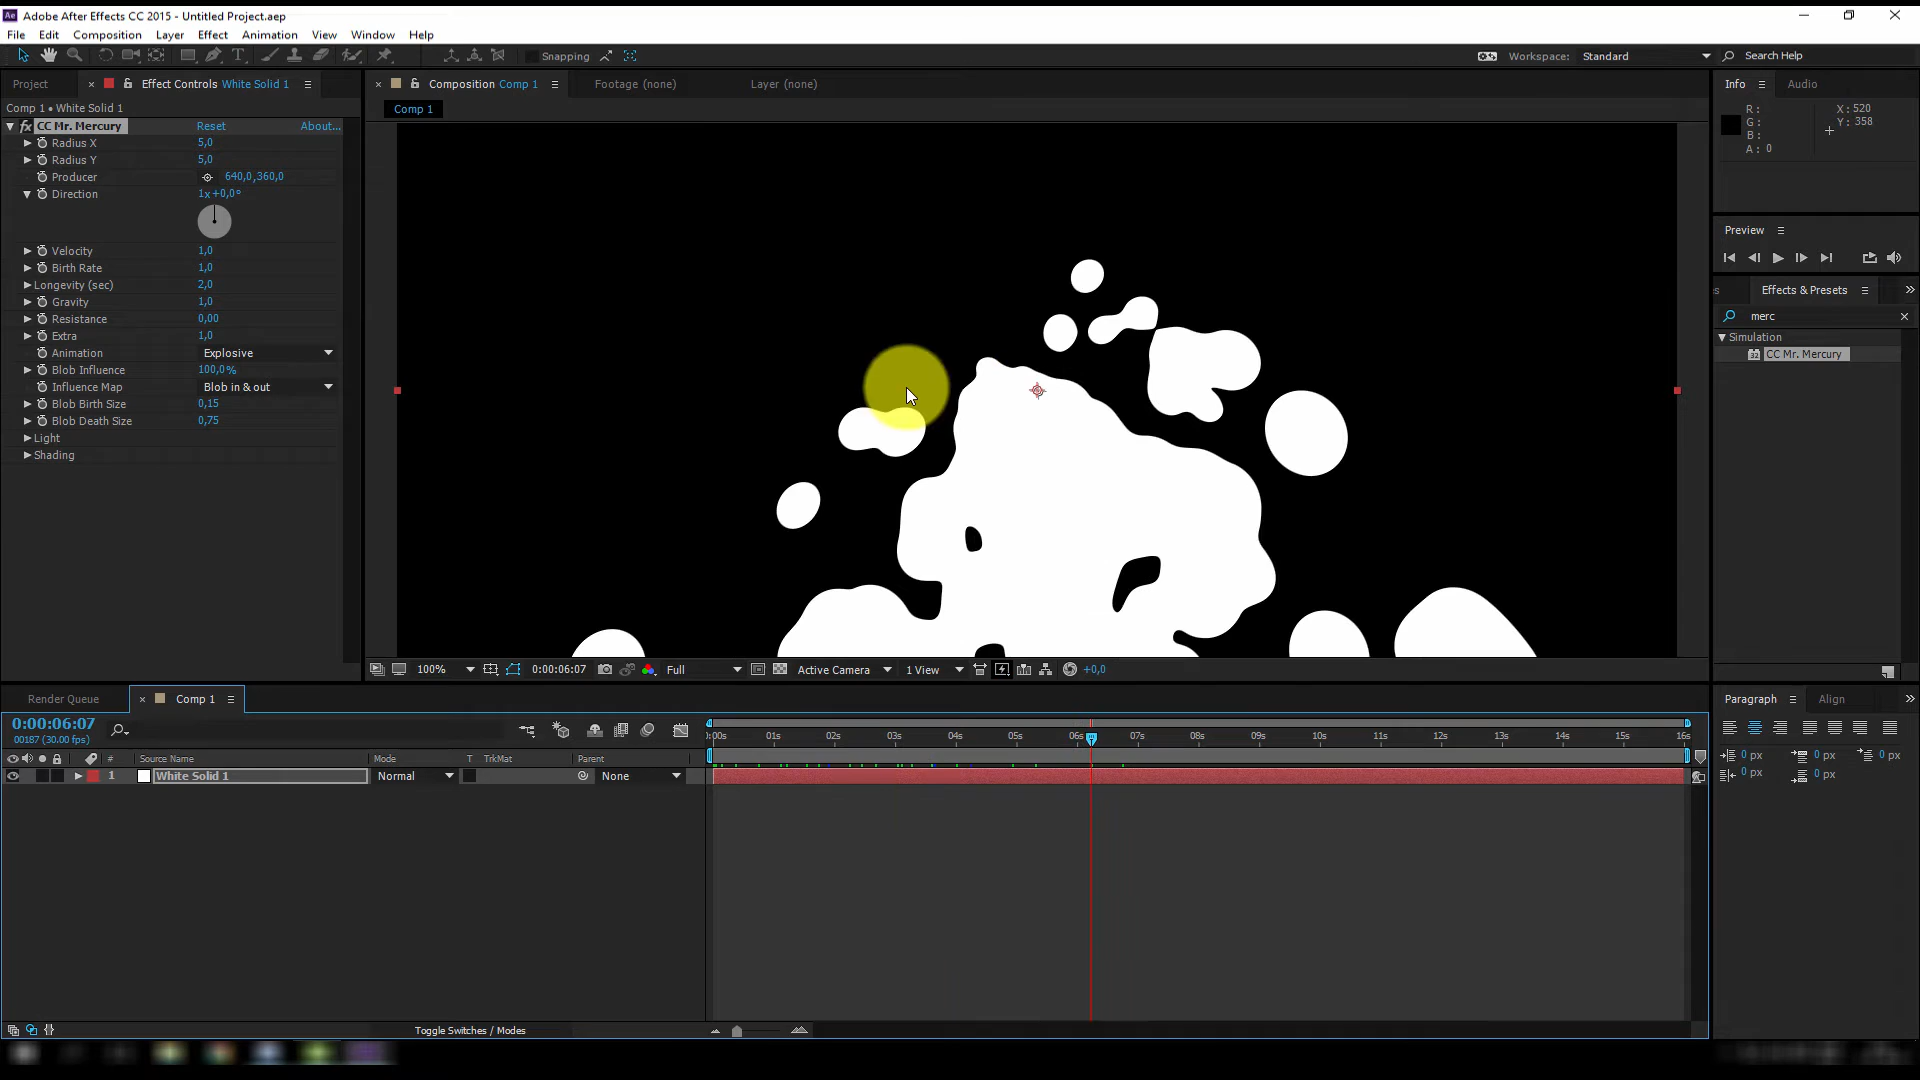 Adobe After Effects CC 2015 - Untitled Project.aep
File Edit Composition Layer Effect Animation View Window Help
Snapping Workspace: Standard Search Help
Project Effect Controls White Solid 1
Comp 1 • White Solid 1
fx CC Mr. Mercury Reset About...
Radius X 5,0
Radius Y 5,0
Producer 640,0,360,0
Direction 1x+0,0°
Velocity 1,0
Birth Rate 1,0
Longevity (sec) 2,0
Gravity 1,0
Resistance 0,00
Extra 1,0
Animation Explosive
Blob Influence 100,0%
Influence Map Blob in & out
Blob Birth Size 0,15
Blob Death Size 0,75
Light
Shading
Composition Comp 1 Footage (none) Layer (none)
Comp 1
100% 0:00:06:07 Full Active Camera 1 View +0,0
Info Audio
R: X: 520
G: Y: 358
B:
A: 0
Preview
s Effects & Presets
merc
Simulation
32 CC Mr. Mercury
Render Queue Comp 1
0:00:06:07
00187 (30.00 fps)
):00s 01s 02s 03s 04s 05s 06s 07s 08s 09s 10s 11s 12s 13s 14s 15s 16s
# Source Name Mode T TrkMat Parent
1 White Solid 1 Normal None
Toggle Switches / Modes
Paragraph Align
0 px 0 px 0 px
0 px 0 px